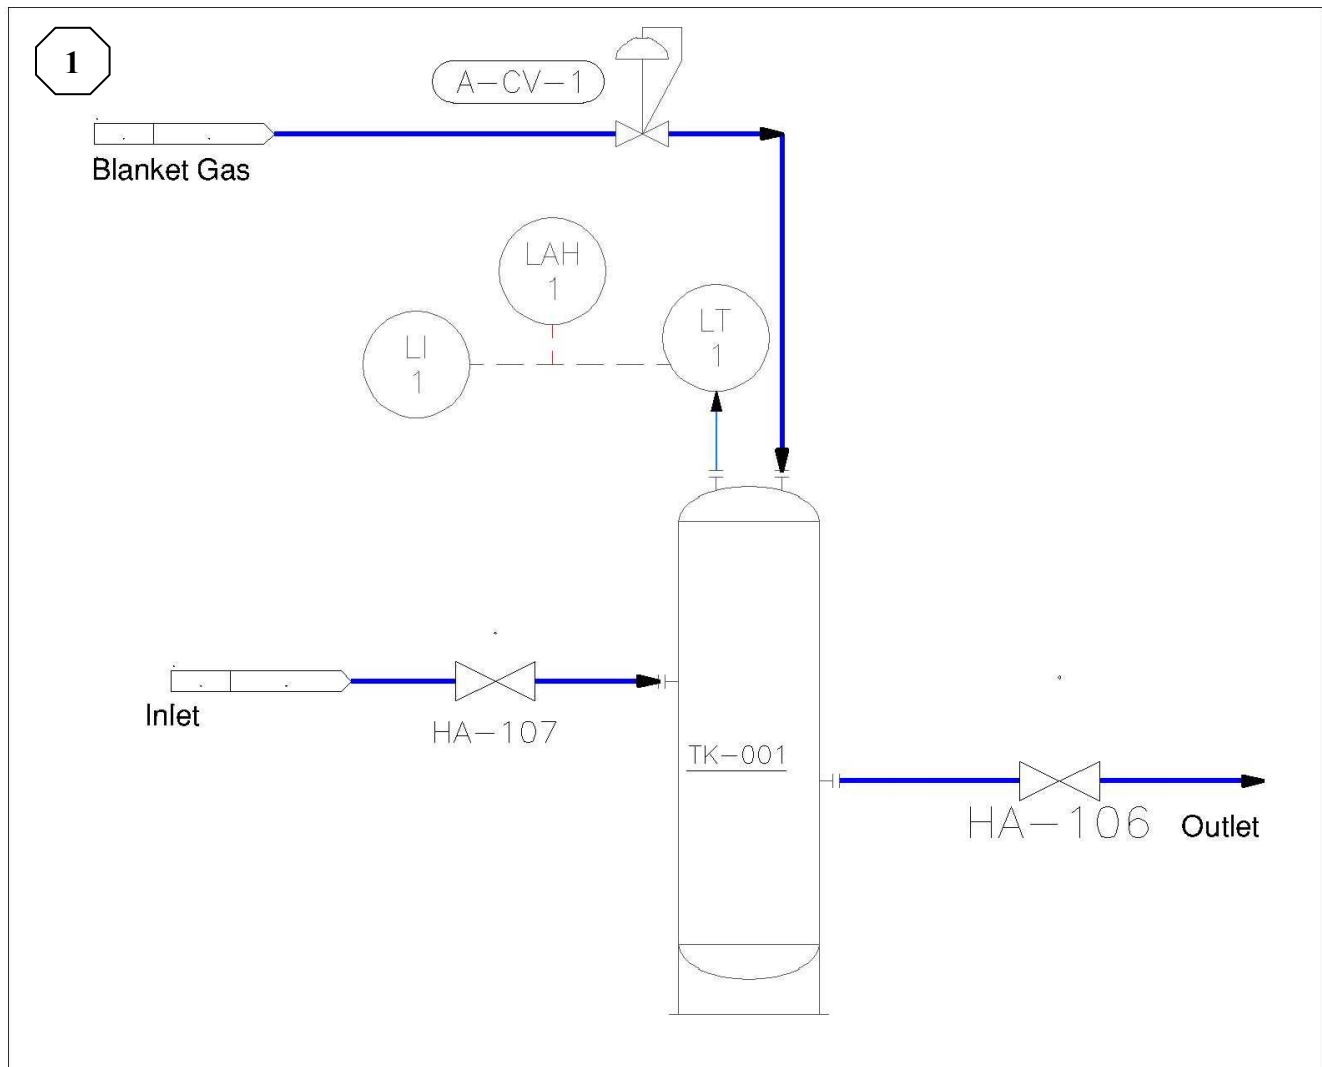 1
A-CV-1
Blanket Gas
LAH
1
LT
1
LI
1
Inlet
HA-107
TK-001
HA-106
Outlet